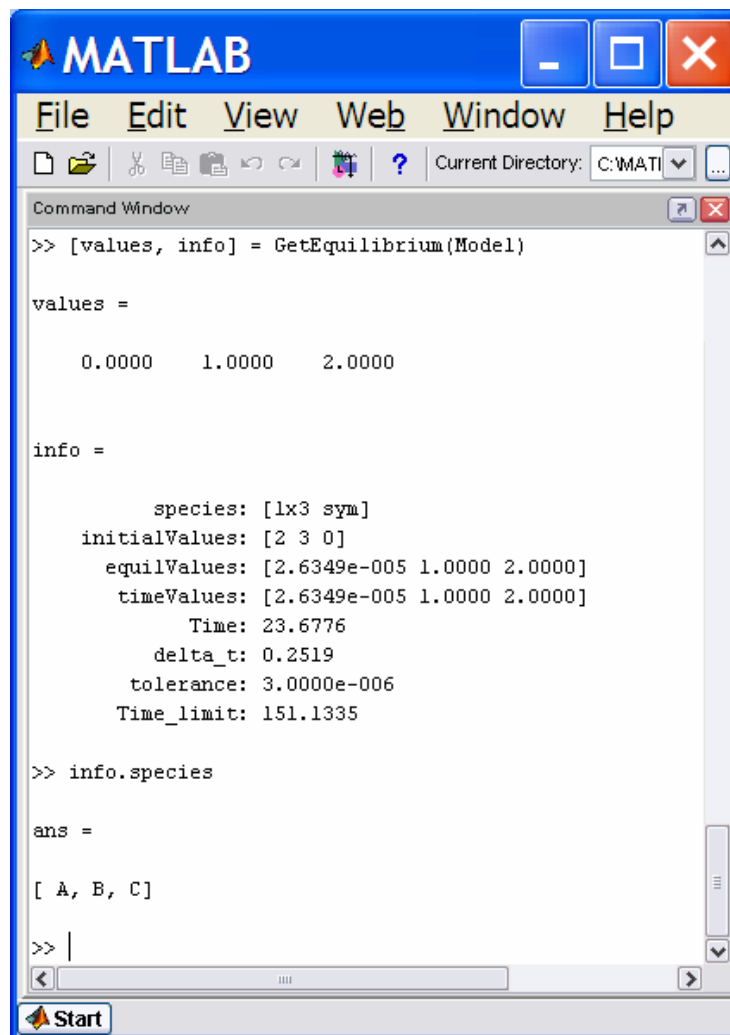 MATLAB
File Edit View Web Window Help
? Current Directory: C:\MATI ...
Command Window
>> [values, info] = GetEquilibrium(Model)
values =
0.0000 1.0000 2.0000
info =
species: [1x3 sym]
initialValues: [2 3 0]
equilValues: [2.6349e-005 1.0000 2.0000]
timeValues: [2.6349e-005 1.0000 2.0000]
Time: 23.6776
delta_t: 0.2519
tolerance: 3.0000e-006
Time_limit: 151.1335
>> info.species
ans =
[ A, B, C]
>>
Start